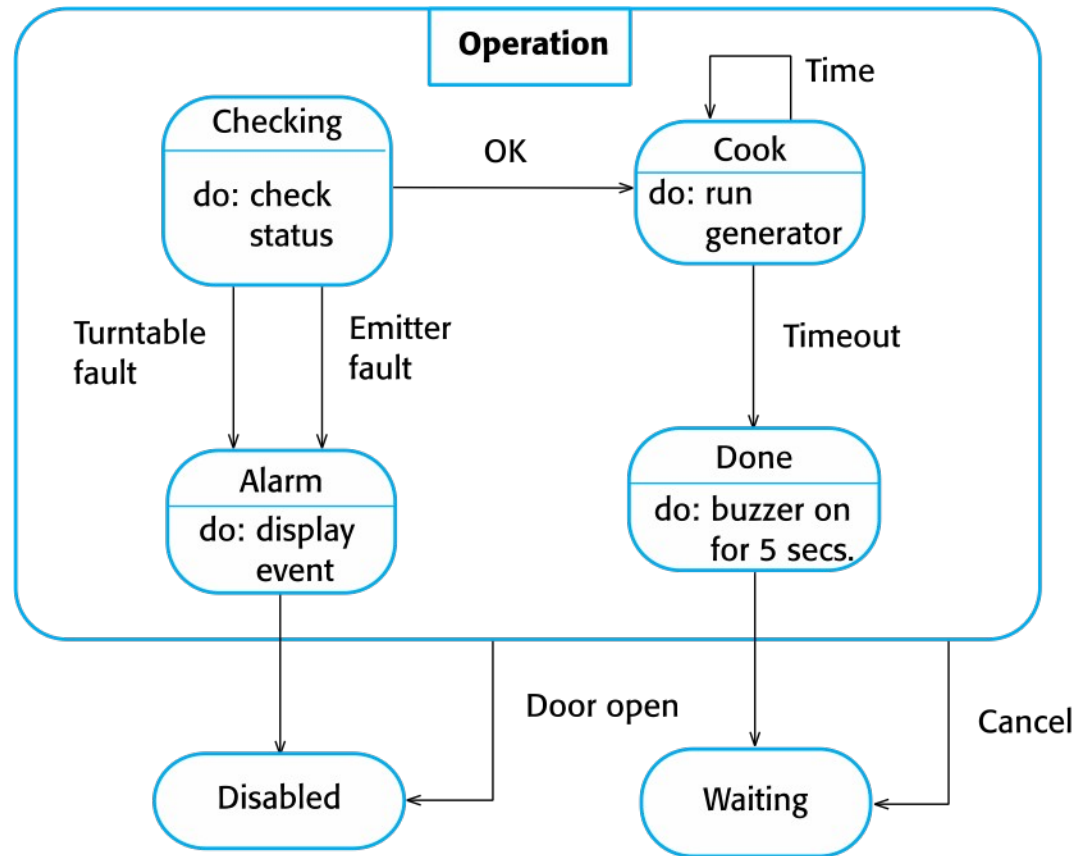 Operation
Checking
do: check
status
OK
Time
Cook
do: run
generator
Turntable
fault
Emitter
fault
Timeout
Alarm
do: display
event
Done
do: buzzer on
for 5 secs.
Door open
Cancel
Disabled
Waiting